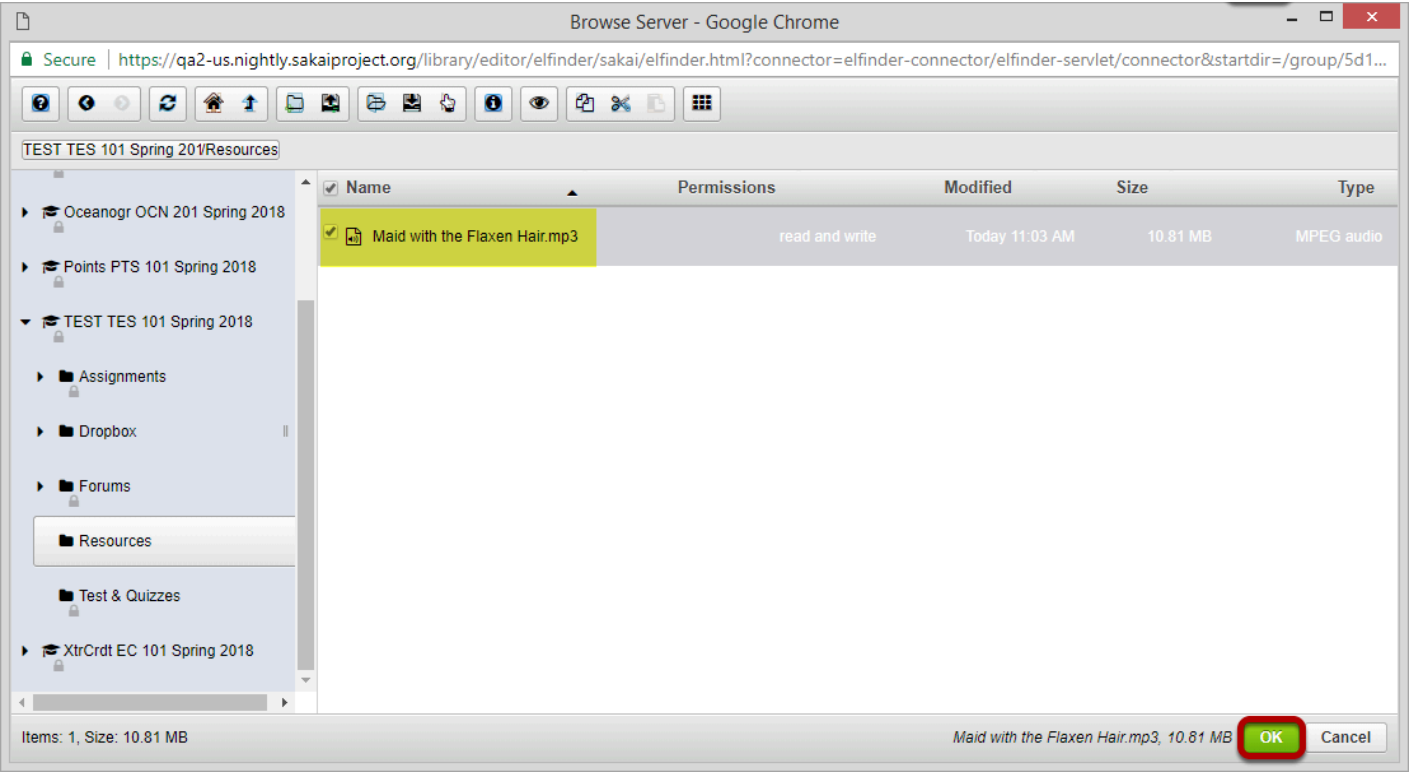 Browse Server - Google Chrome
Secure | https://qa2-us.nightly.sakaiproject.org/library/editor/elfinder/sakai/elfinder.html?connector=elfinder-connector/elfinder-servlet/connector&startdir=/group/5d1...
TEST TES 101 Spring 201/Resources
Name Permissions Modified Size Type
Oceanogr OCN 201 Spring 2018
Maid with the Flaxen Hair.mp3 read and write Today 11:03 AM 10.81 MB MPEG audio
Points PTS 101 Spring 2018
TEST TES 101 Spring 2018
Assignments
Dropbox
Forums
Resources
Test & Quizzes
XtrCrdt EC 101 Spring 2018
Items: 1, Size: 10.81 MB Maid with the Flaxen Hair.mp3, 10.81 MB OK Cancel